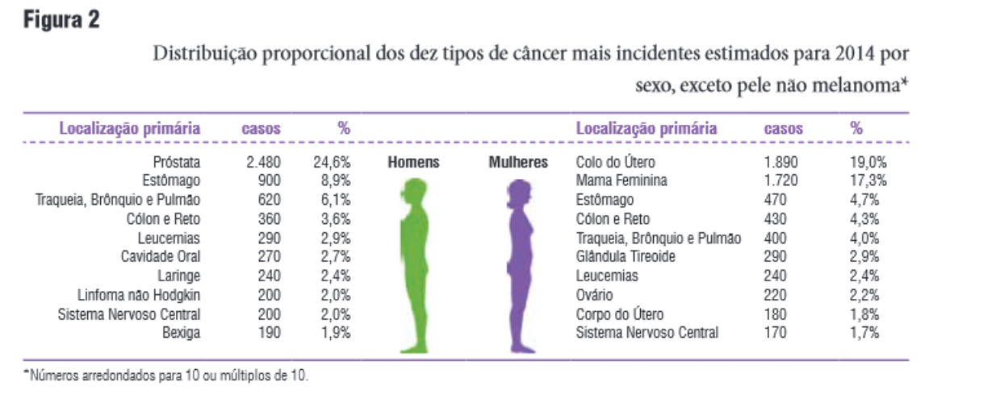 Figura 2
Distribuição proporcional dos dez tipos de câncer mais incidentes estimados para 2014 por
sexo, exceto pele não melanoma*
Localização primária casos % Localização primária casos %
Próstata 2.480 24,6% Homens Mulheres Colo do Útero 1.890 19,0%
Estômago 900 8,9% Mama Feminina 1.720 17,3%
Traqueia, Brônquio e Pulmão 620 6,1% Estômago 470 4,7%
Cólon e Reto 360 3,6% Cólon e Reto 430 4,3%
Leucemias 290 2,9% Traqueia, Brônquio e Pulmão 400 4,0%
Cavidade Oral 270 2,7% Glândula Tireoide 290 2,9%
Laringe 240 2,4% Leucemias 240 2,4%
Linfoma não Hodgkin 200 2,0% Ovário 220 2,2%
Sistema Nervoso Central 200 2,0% Corpo do Útero 180 1,8%
Bexiga 190 1,9% Sistema Nervoso Central 170 1,7%
*Números arredondados para 10 ou múltiplos de 10.